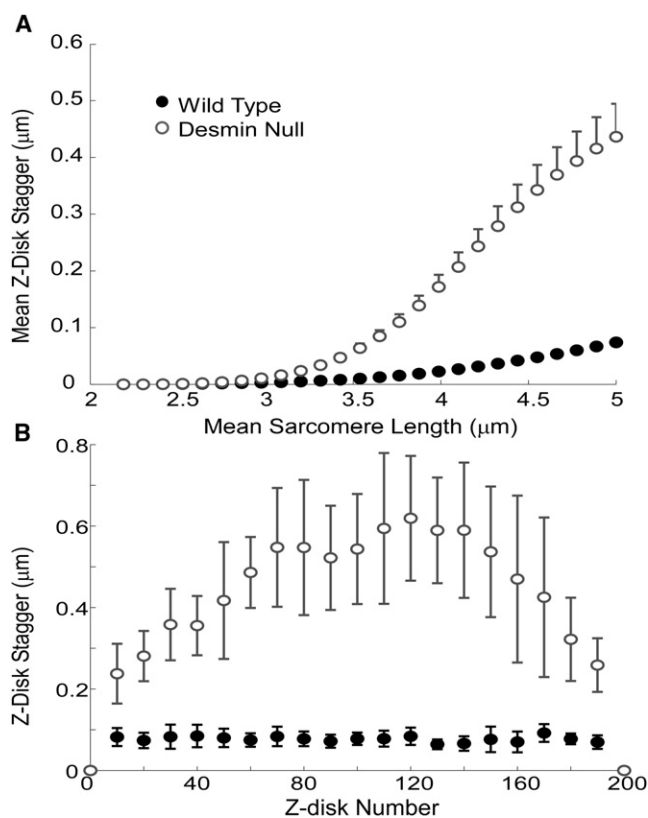 A
0.6
0.5
0.4
0.3
0.2
0.1
0
Mean Z-Disk Stagger (μm)
Wild Type
Desmin Null
2 2.5 3 3.5 4 4.5 5
Mean Sarcomere Length (μm)
B
0.8
0.6
0.4
0.2
0
Z-Disk Stagger (μm)
0 40 80 120 160 200
Z-disk Number